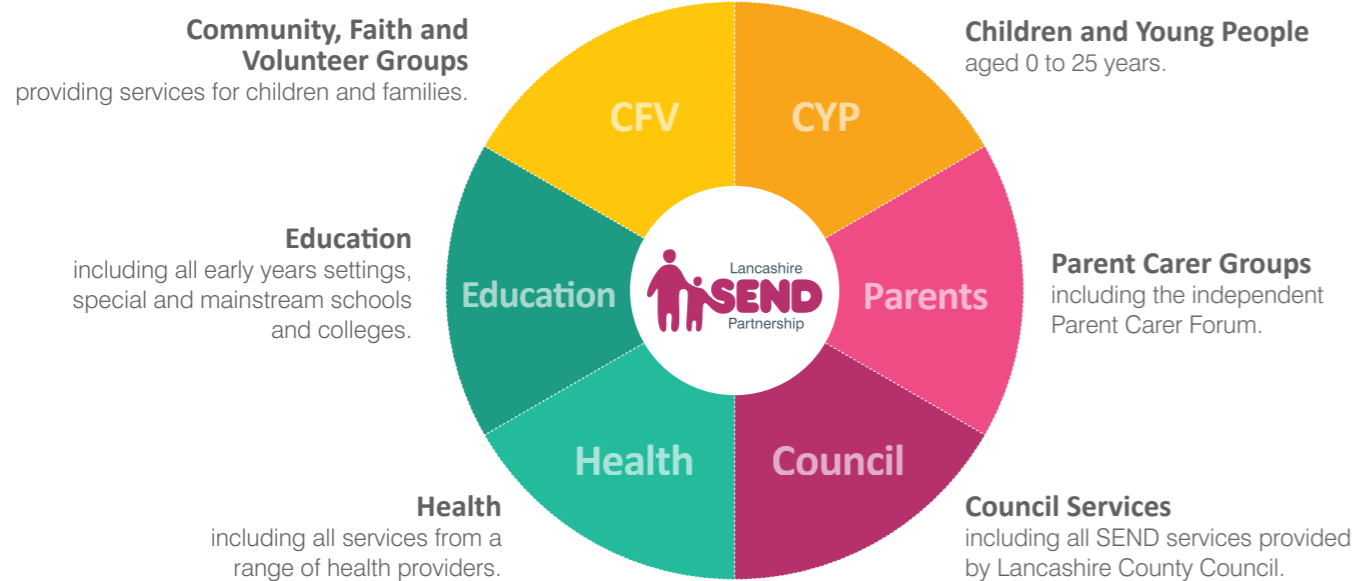 Community, Faith and
Volunteer Groups
providing services for children and families.
Children and Young People
aged 0 to 25 years.
CFV
CYP
Education
including all early years settings,
special and mainstream schools
and colleges.
Education
Lancashire
SEND
Partnership
Parents
Parent Carer Groups
including the independent
Parent Carer Forum.
Health
Council
Health
including all services from a
range of health providers.
Council Services
including all SEND services provided
by Lancashire County Council.